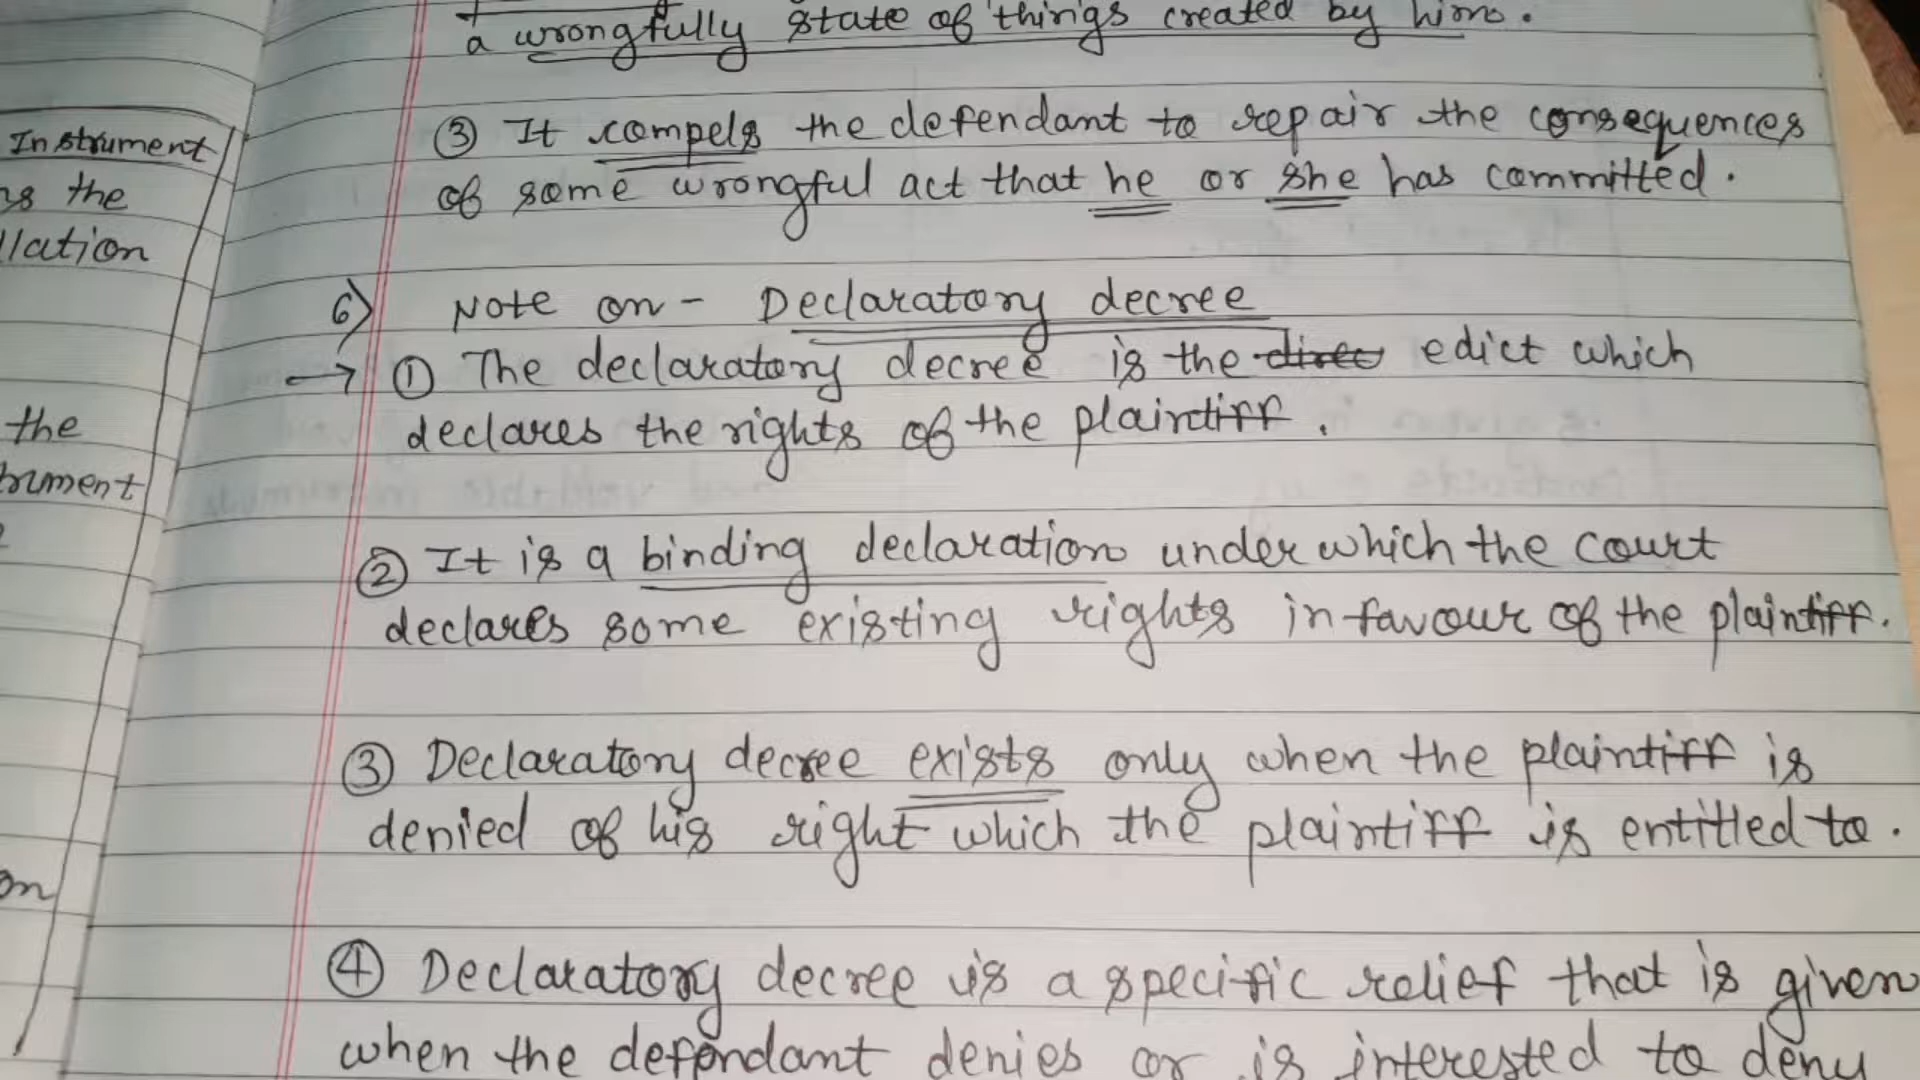 Instrument
the
the
on
a wrongfully state of things created by him.
③ It compels the defendant to repair the consequences
of some wrongful act that he or she has committed.
6) Note on - Declaratory decree
→ ① The declaratory decree is the direc edict which
declares the rights of the plaintiff.
② It is a binding declaration under which the court
declares some existing rights in favour of the plaintiff.
③ Declaratory decree exists only when the plaintiff is
denied of his right which the plaintiff is entitled to.
④ Declaratory decree is a specific relief that is given
when the defendant denies or is interested to deny